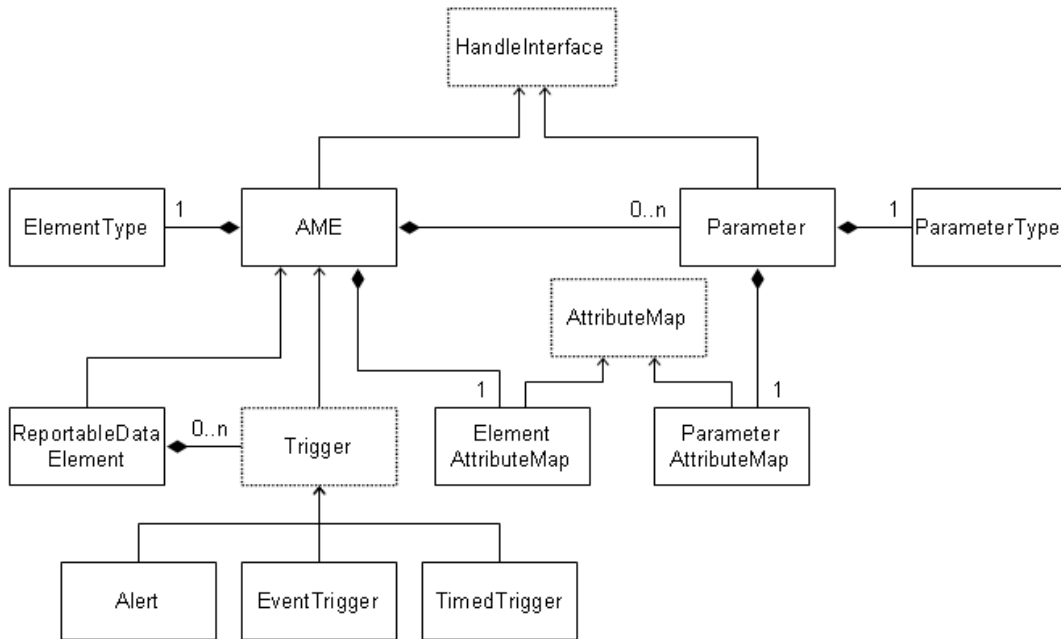 HandleInterface
ElementType
1
AME
0..n
Parameter
1
ParameterType
AttributeMap
1
1
ReportableData
Element
0..n
Trigger
Element
AttributeMap
Parameter
AttributeMap
Alert
EventTrigger
TimedTrigger